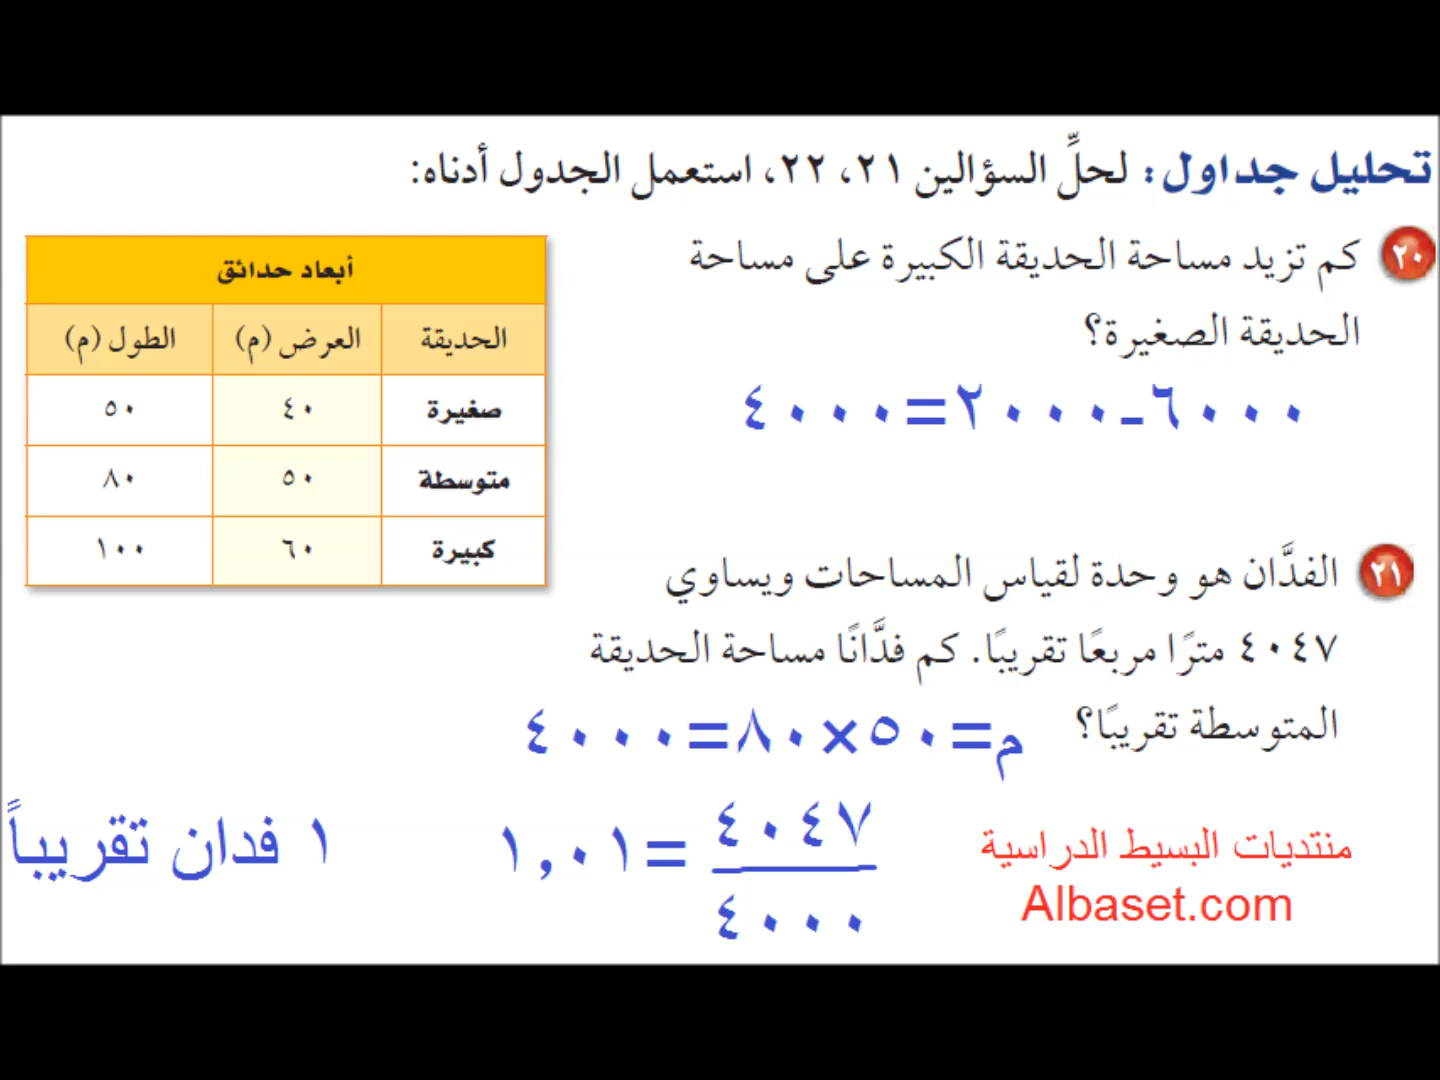 تحليل جداول: لحلِّ السؤالين ٢١، ٢٢، استعمل الجدول أدناه:
٢٠ كم تزيد مساحة الحديقة الكبيرة على مساحة
الحديقة الصغيرة؟
٦٠٠٠-٢٠٠٠=٤٠٠٠
أبعاد حدائق
الحديقة العرض (م) الطول (م)
صغيرة ٤٠ ٥٠
متوسطة ٥٠ ٨٠
كبيرة ٦٠ ١٠٠
٢١ الفدَّان هو وحدة لقياس المساحات ويساوي
٤٠٤٧ مترًا مربعًا تقريبًا. كم فدَّانًا مساحة الحديقة
المتوسطة تقريبًا؟
م=٥٠×٨٠=٤٠٠٠
٤٠٤٧
٤٠٠٠
=١,٠١
١ فدان تقريباً
منتديات البسيط الدراسية
Albaset.com